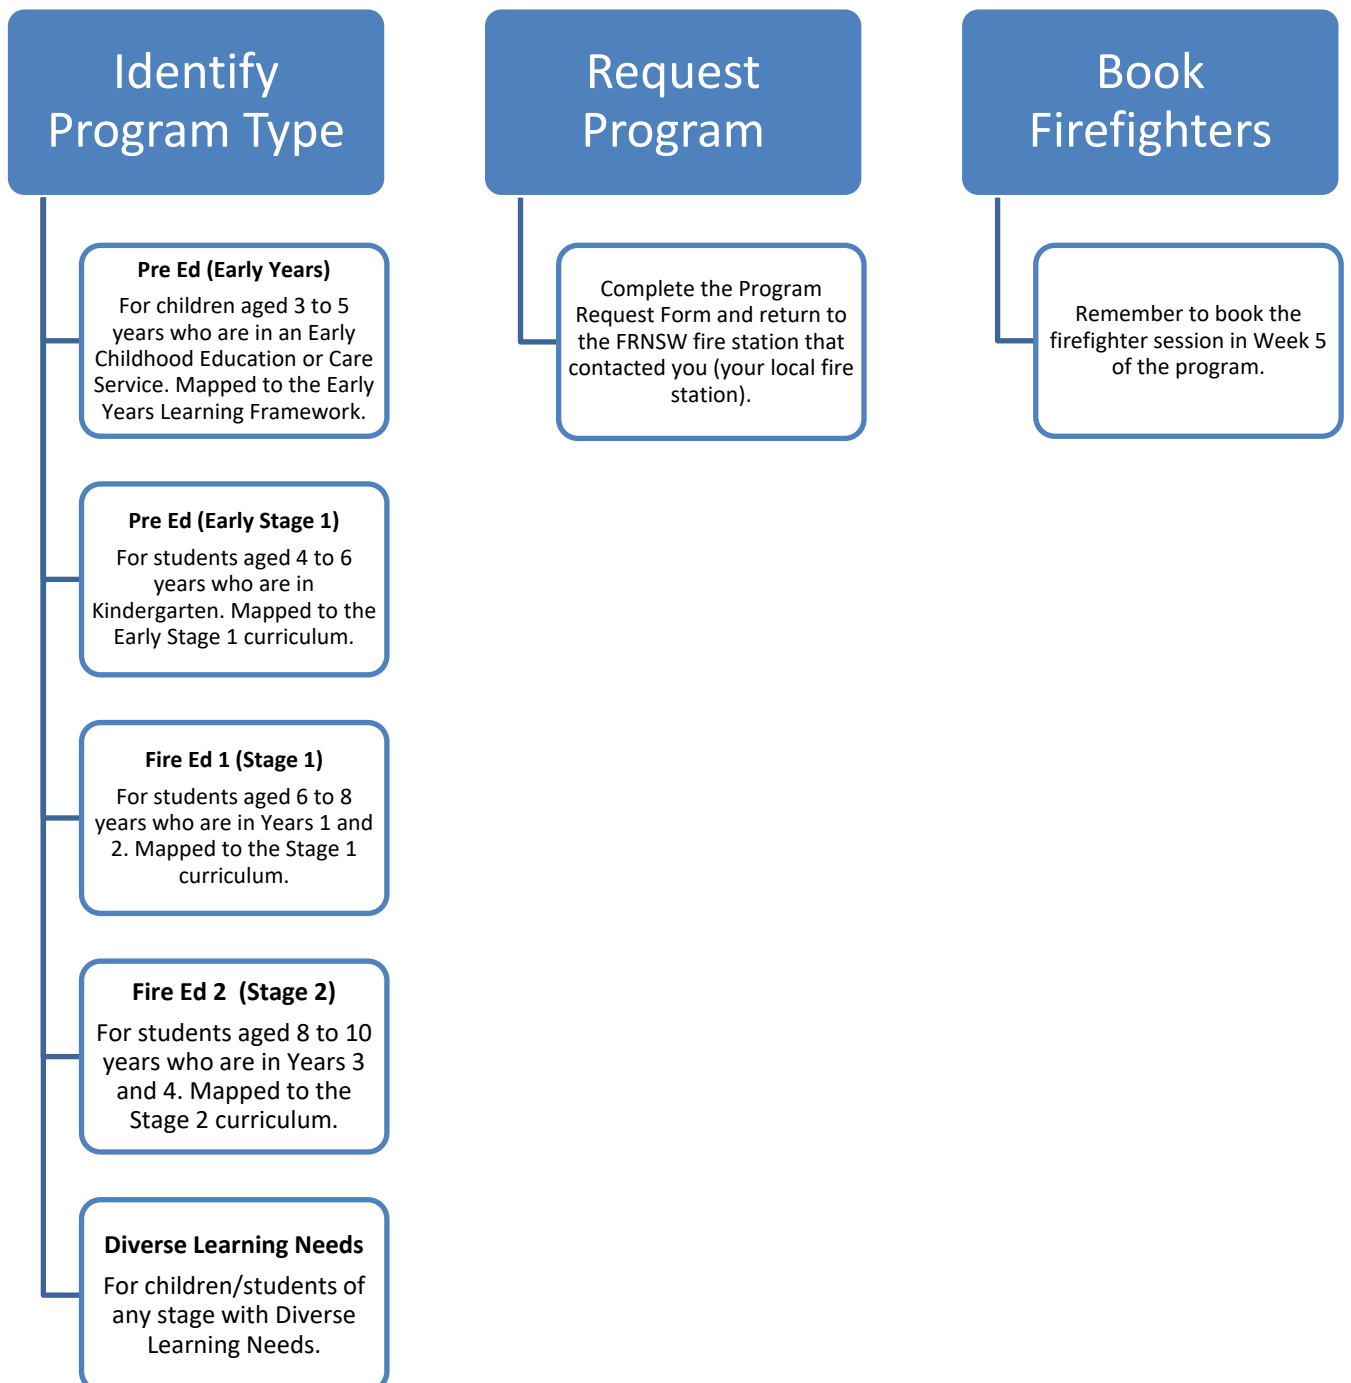 Identify
Program Type
Pre Ed (Early Years)
For children aged 3 to 5
years who are in an Early
Childhood Education or Care
Service. Mapped to the Early
Years Learning Framework.
Pre Ed (Early Stage 1)
For students aged 4 to 6
years who are in
Kindergarten. Mapped to the
Early Stage 1 curriculum.
Fire Ed 1 (Stage 1)
For students aged 6 to 8
years who are in Years 1 and
2. Mapped to the Stage 1
curriculum.
Fire Ed 2  (Stage 2)
For students aged 8 to 10
years who are in Years 3
and 4. Mapped to the
Stage 2 curriculum.
Diverse Learning Needs
For children/students of
any stage with Diverse
Learning Needs.
Request
Program
Complete the Program
Request Form and return to
the FRNSW fire station that
contacted you (your local fire
station).
Book
Firefighters
Remember to book the
firefighter session in Week 5
of the program.